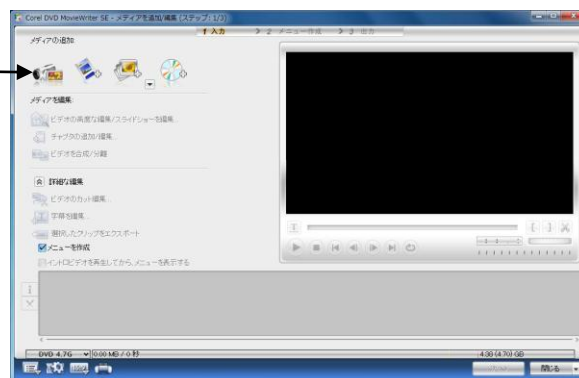 Corel DVD MovieWriter SE - メディアを追加/編集 (ステップ: 1/3)
1 入力 > 2 メニュー作成 > 3 出力
メディアの追加
メディアを編集
ビデオの高度な編集/スライドショーを編集...
チャプタの追加/編集...
ビデオを合成/分離
詳細な編集
ビデオのカット編集...
字幕を編集...
選択したクリップをエクスポート
メニューを作成
イントロビデオを再生してから、メニューを表示する
DVD 4.7G 0.00 MB / 0 秒 4.38 (4.70) GB
閉じる